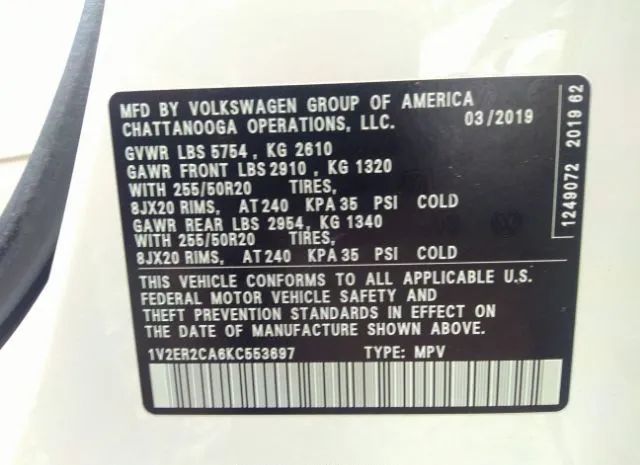 MFD BY VOLKSWAGEN GROUP OF AMERICA
CHATTANOOGA OPERATIONS, LLC. 03/2019
GVWR LBS 5754 , KG 2610
GAWR FRONT LBS 2910 , KG 1320
WITH 255/50R20 TIRES,
8JX20 RIMS, AT 240 KPA 35 PSI COLD
GAWR REAR LBS 2954, KG 1340
WITH 255/50R20 TIRES,
8JX20 RIMS, AT 240 KPA 35 PSI COLD
THIS VEHICLE CONFORMS TO ALL APPLICABLE U.S.
FEDERAL MOTOR VEHICLE SAFETY AND
THEFT PREVENTION STANDARDS IN EFFECT ON
THE DATE OF MANUFACTURE SHOWN ABOVE.
1V2ER2CA6KC553697 TYPE: MPV
1249072 2019 62